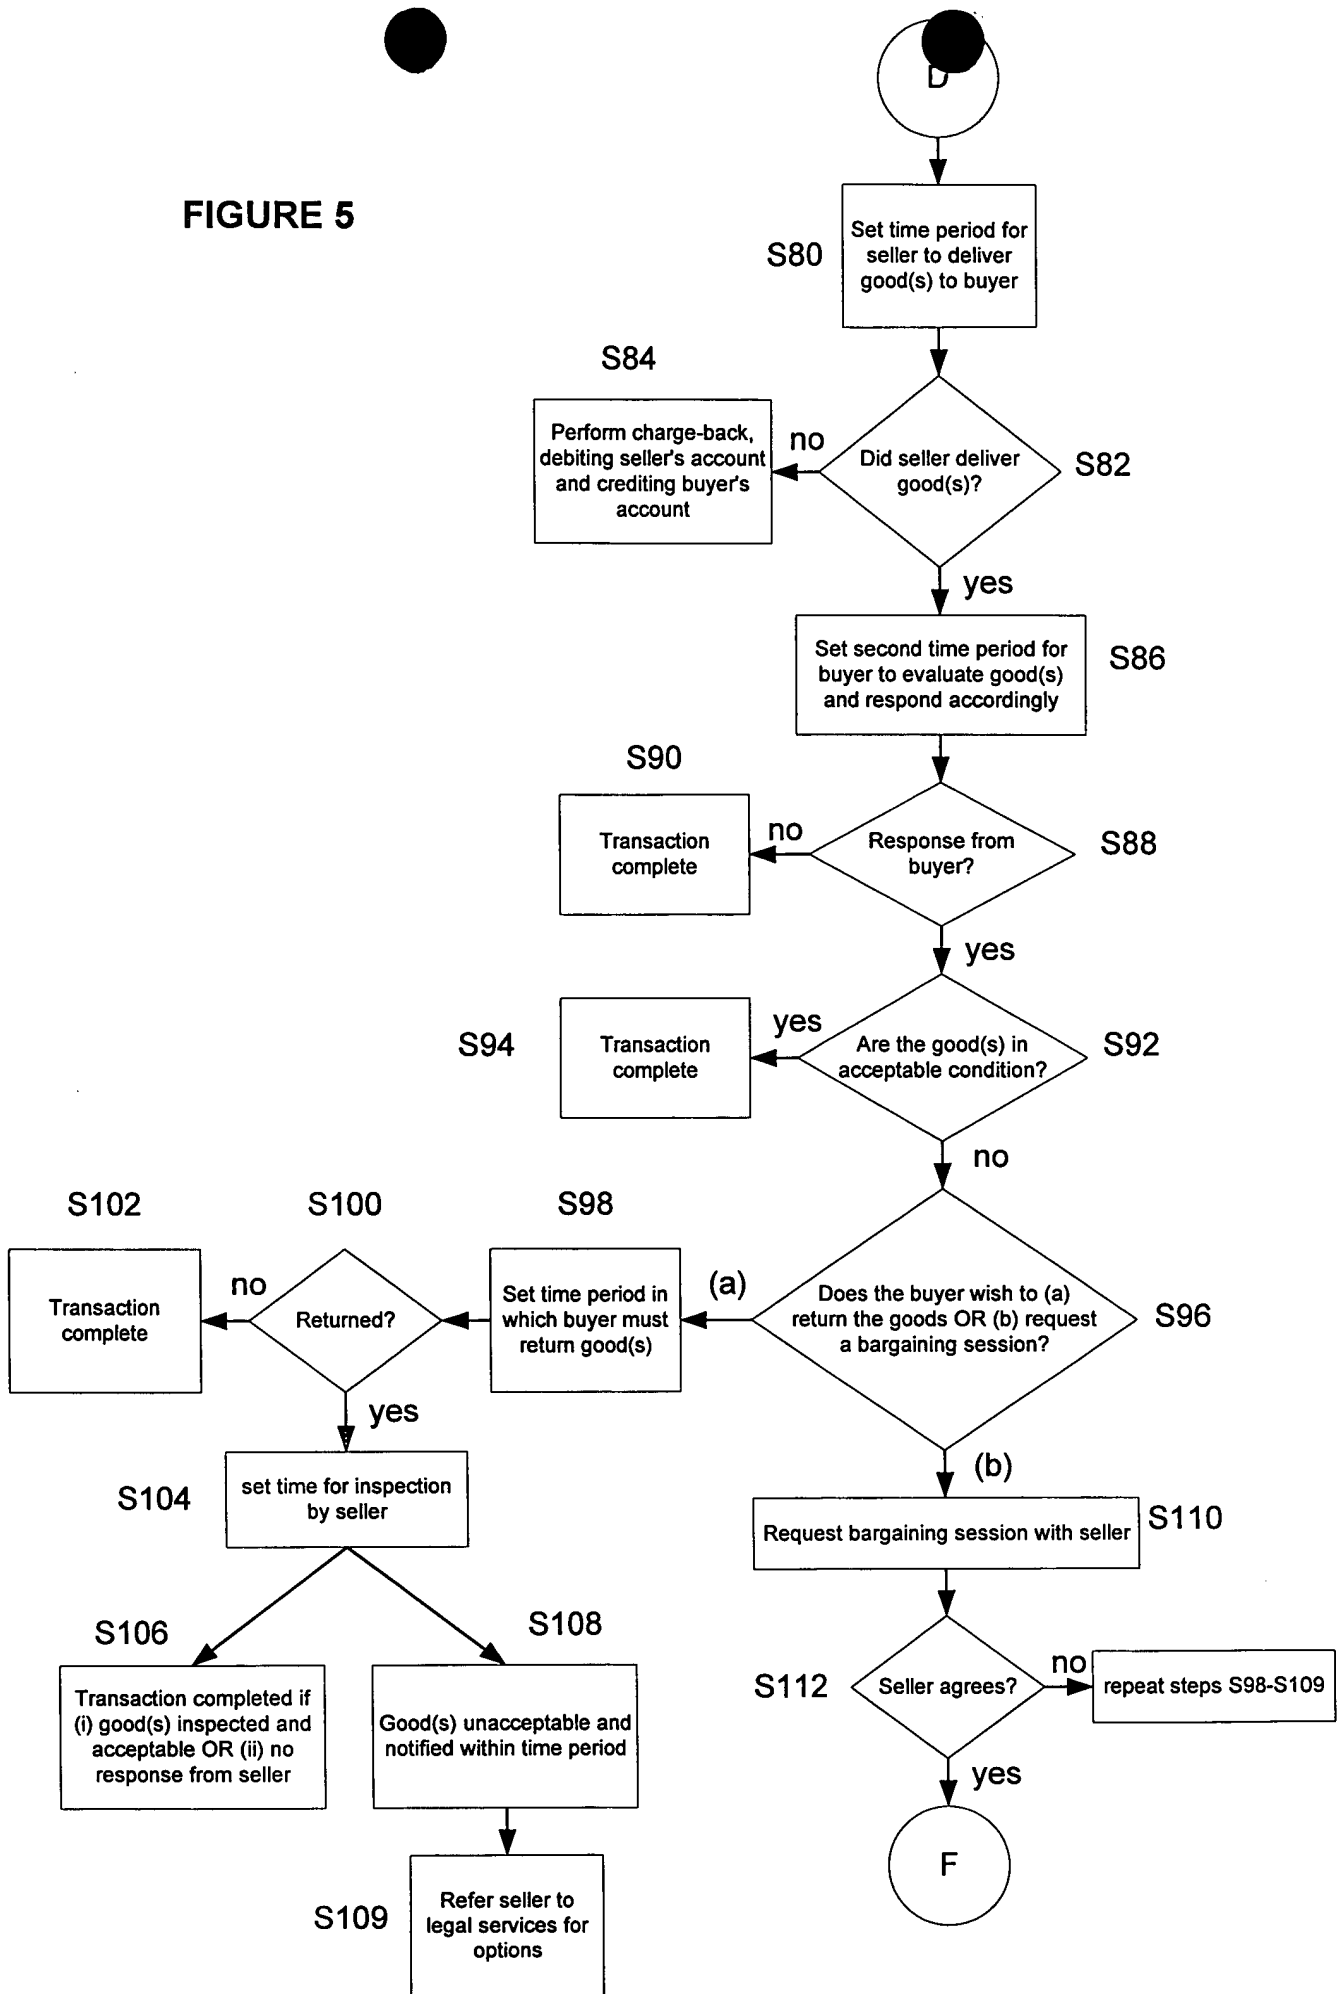 D
FIGURE 5
S80
Set time period for
seller to deliver
good(s) to buyer
S84
Perform charge-back,
debiting seller's account
and crediting buyer's
account
no
Did seller deliver
good(s)?
S82
yes
Set second time period for
buyer to evaluate good(s)
and respond accordingly
S86
S90
Transaction
complete
no
Response from
buyer?
S88
yes
S94
Transaction
complete
yes
Are the good(s) in
acceptable condition?
S92
no
S102
S100
S98
Transaction
complete
no
Returned?
Set time period in
which buyer must
return good(s)
(a)
Does the buyer wish to (a)
return the goods OR (b) request
a bargaining session?
S96
yes
(b)
S104
set time for inspection
by seller
Request bargaining session with seller
S110
S106
S108
Transaction completed if
(i) good(s) inspected and
acceptable OR (ii) no
response from seller
Good(s) unacceptable and
notified within time period
S112
Seller agrees?
no
repeat steps S98-S109
yes
F
S109
Refer seller to
legal services for
options